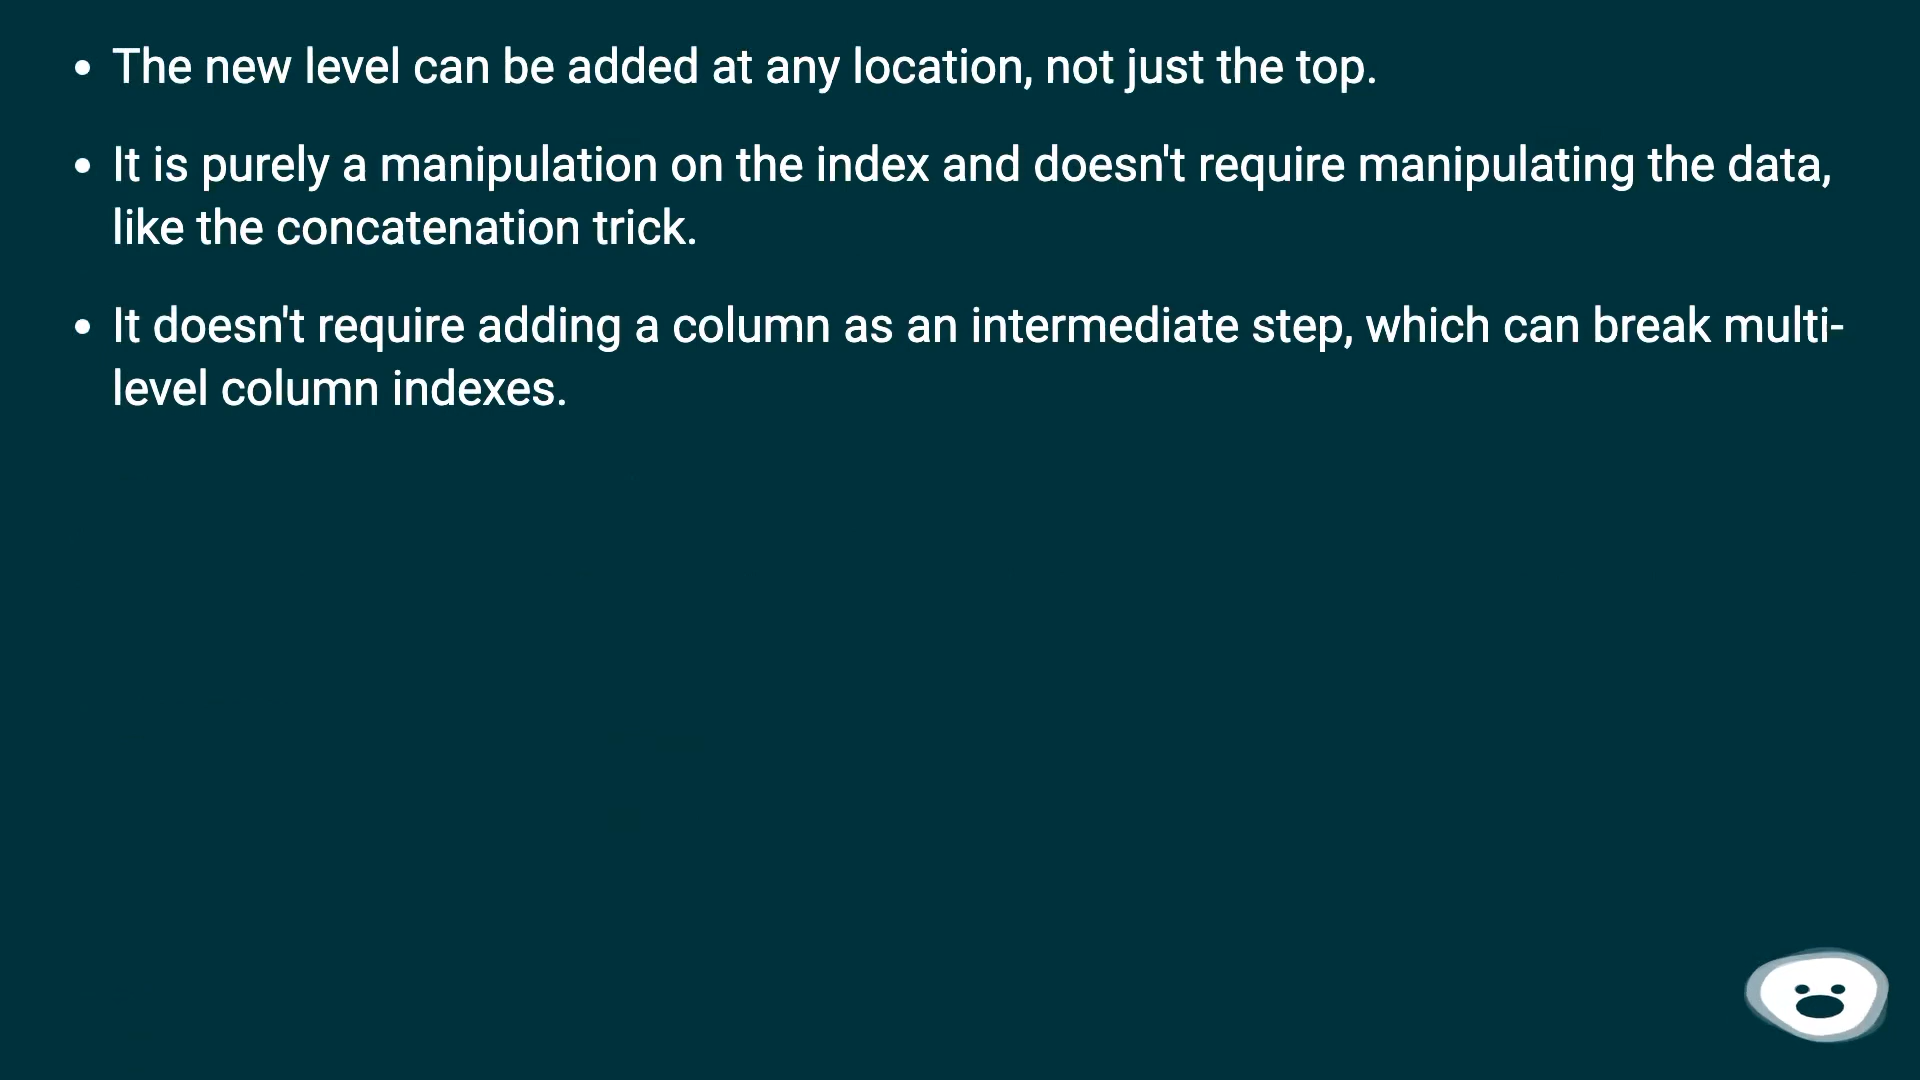 • The new level can be added at any location, not just the top.
• It is purely a manipulation on the index and doesn't require manipulating the data,
like the concatenation trick.
• It doesn't require adding a column as an intermediate step, which can break multi-
level column indexes.